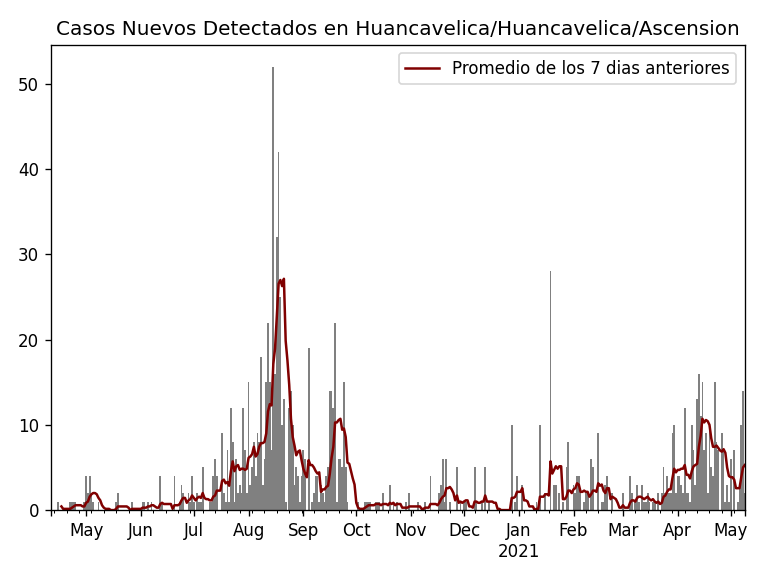 Casos Nuevos Detectados en Huancavelica/Huancavelica/Ascension
Promedio de los 7 dias anteriores
50
40
30
20
10
0
May Jun Jul Aug Sep Oct Nov Dec Jan Feb Mar Apr May
2021